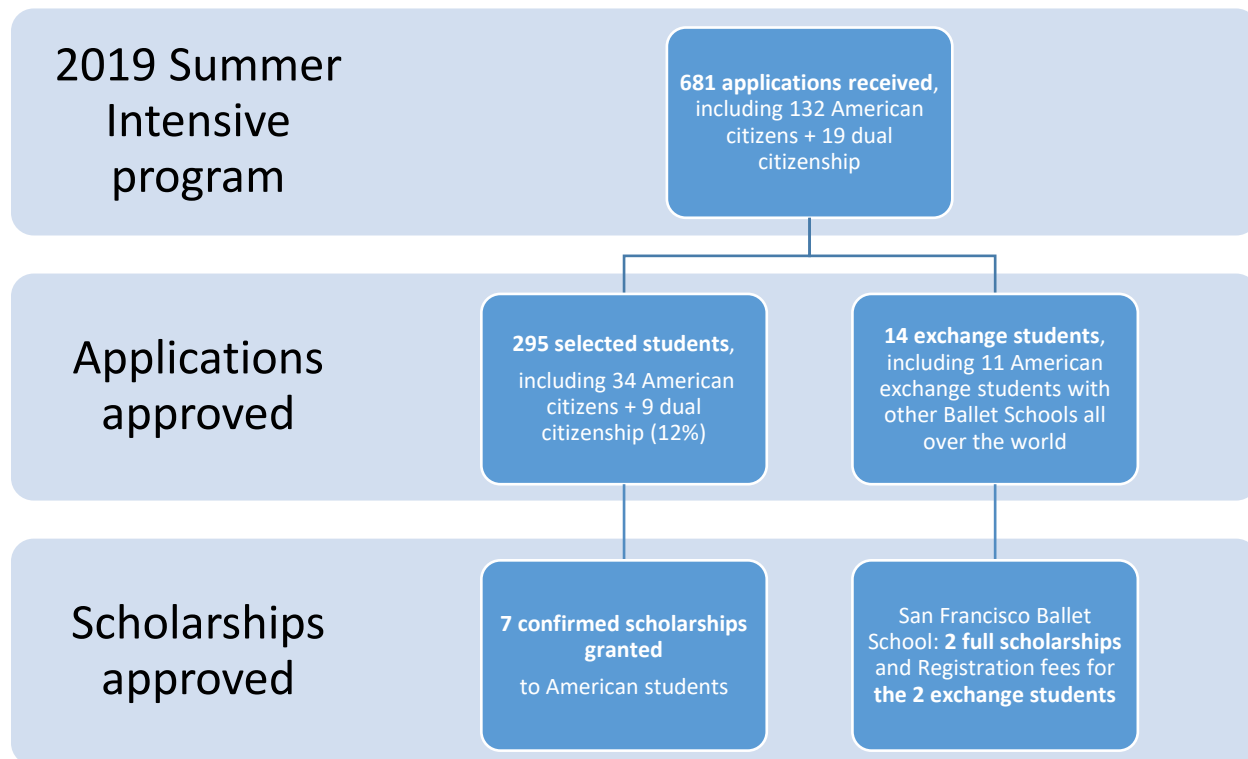 2019 Summer
Intensive
program
681 applications received,
including 132 American
citizens + 19 dual
citizenship
Applications
approved
295 selected students,
including 34 American
citizens + 9 dual
citizenship (12%)
14 exchange students,
including 11 American
exchange students with
other Ballet Schools all
over the world
Scholarships
approved
7 confirmed scholarships
granted
to American students
San Francisco Ballet
School: 2 full scholarships
and Registration fees for
the 2 exchange students